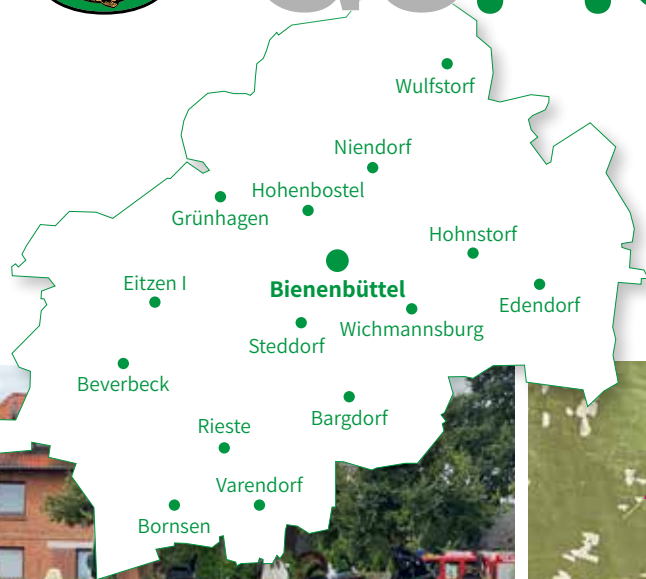 Wulfstorf
Niendorf
Hohenbostel
Grünhagen
Hohnstorf
Eitzen I
Bienenbüttel
Edendorf
Wichmannsburg
Steddorf
Beverbeck
Bargdorf
Rieste
Varendorf
Bornsen